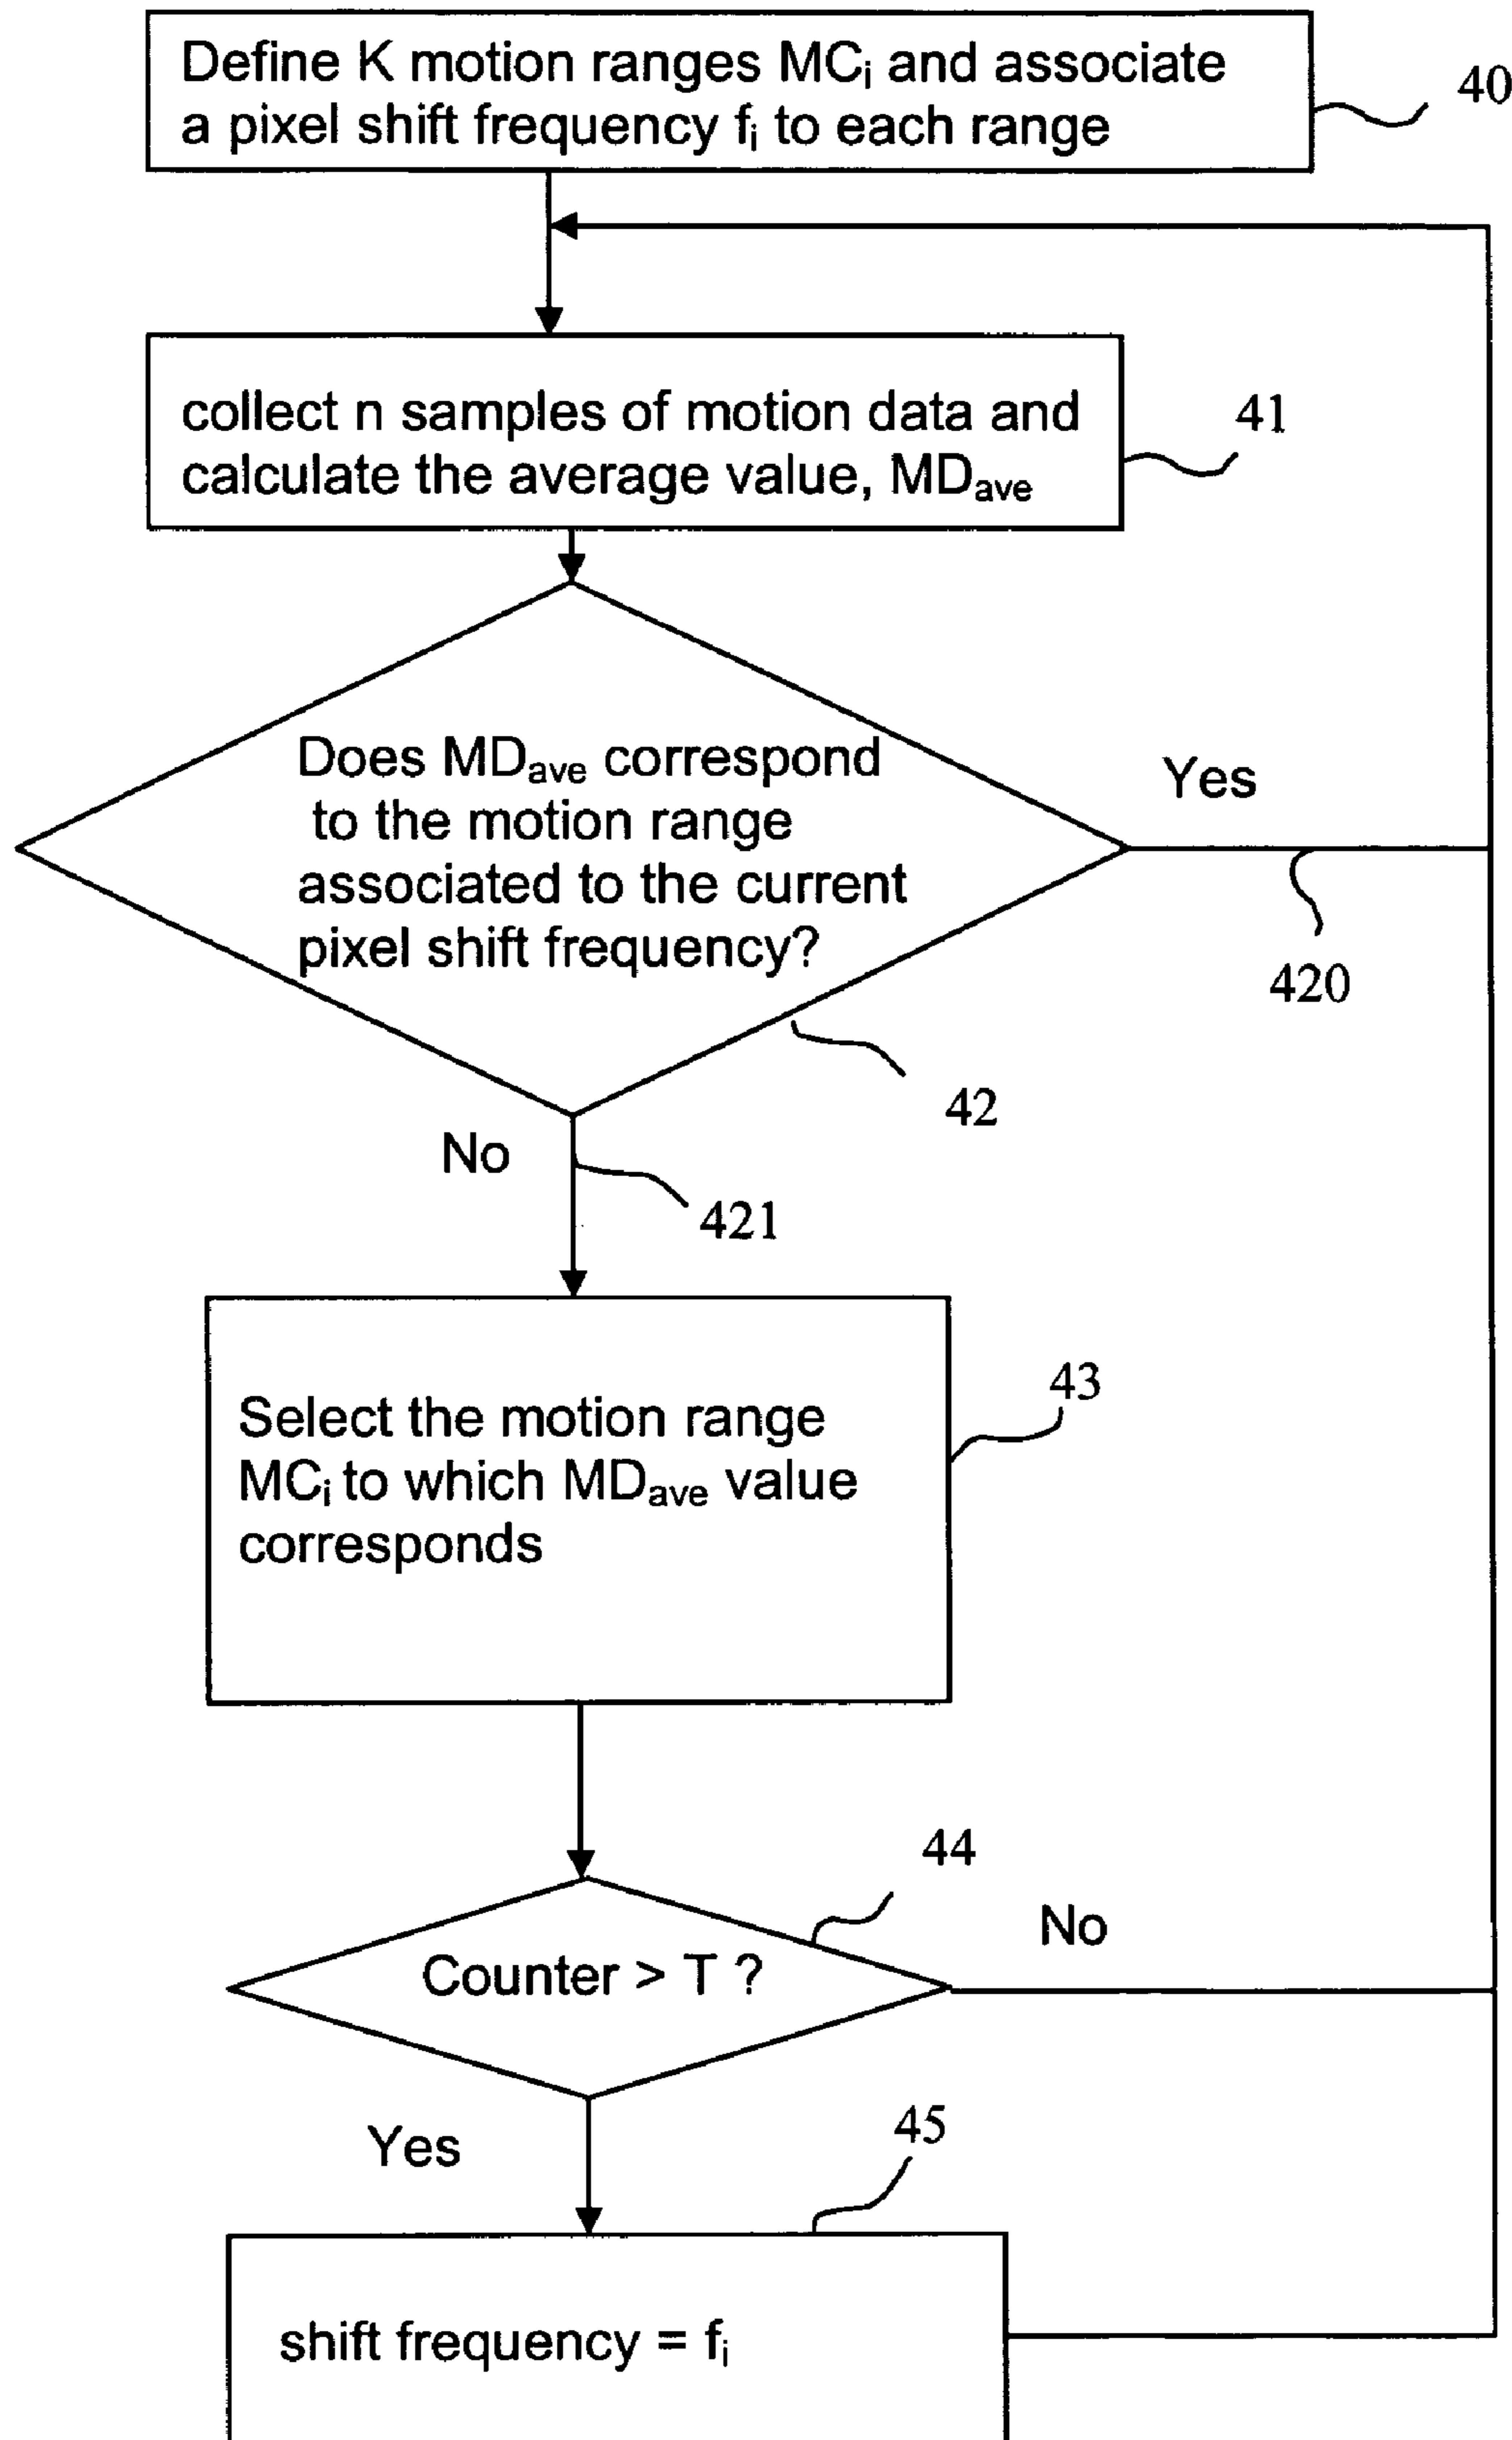 Define K motion ranges MCi and associate
a pixel shift frequency fi to each range
40
collect n samples of motion data and
calculate the average value, MDave
41
Does MDave correspond
to the motion range
associated to the current
pixel shift frequency?
Yes
420
42
No
421
Select the motion range
MCi to which MDave value
corresponds
43
44
Counter > T ?
No
Yes
45
shift frequency = fi